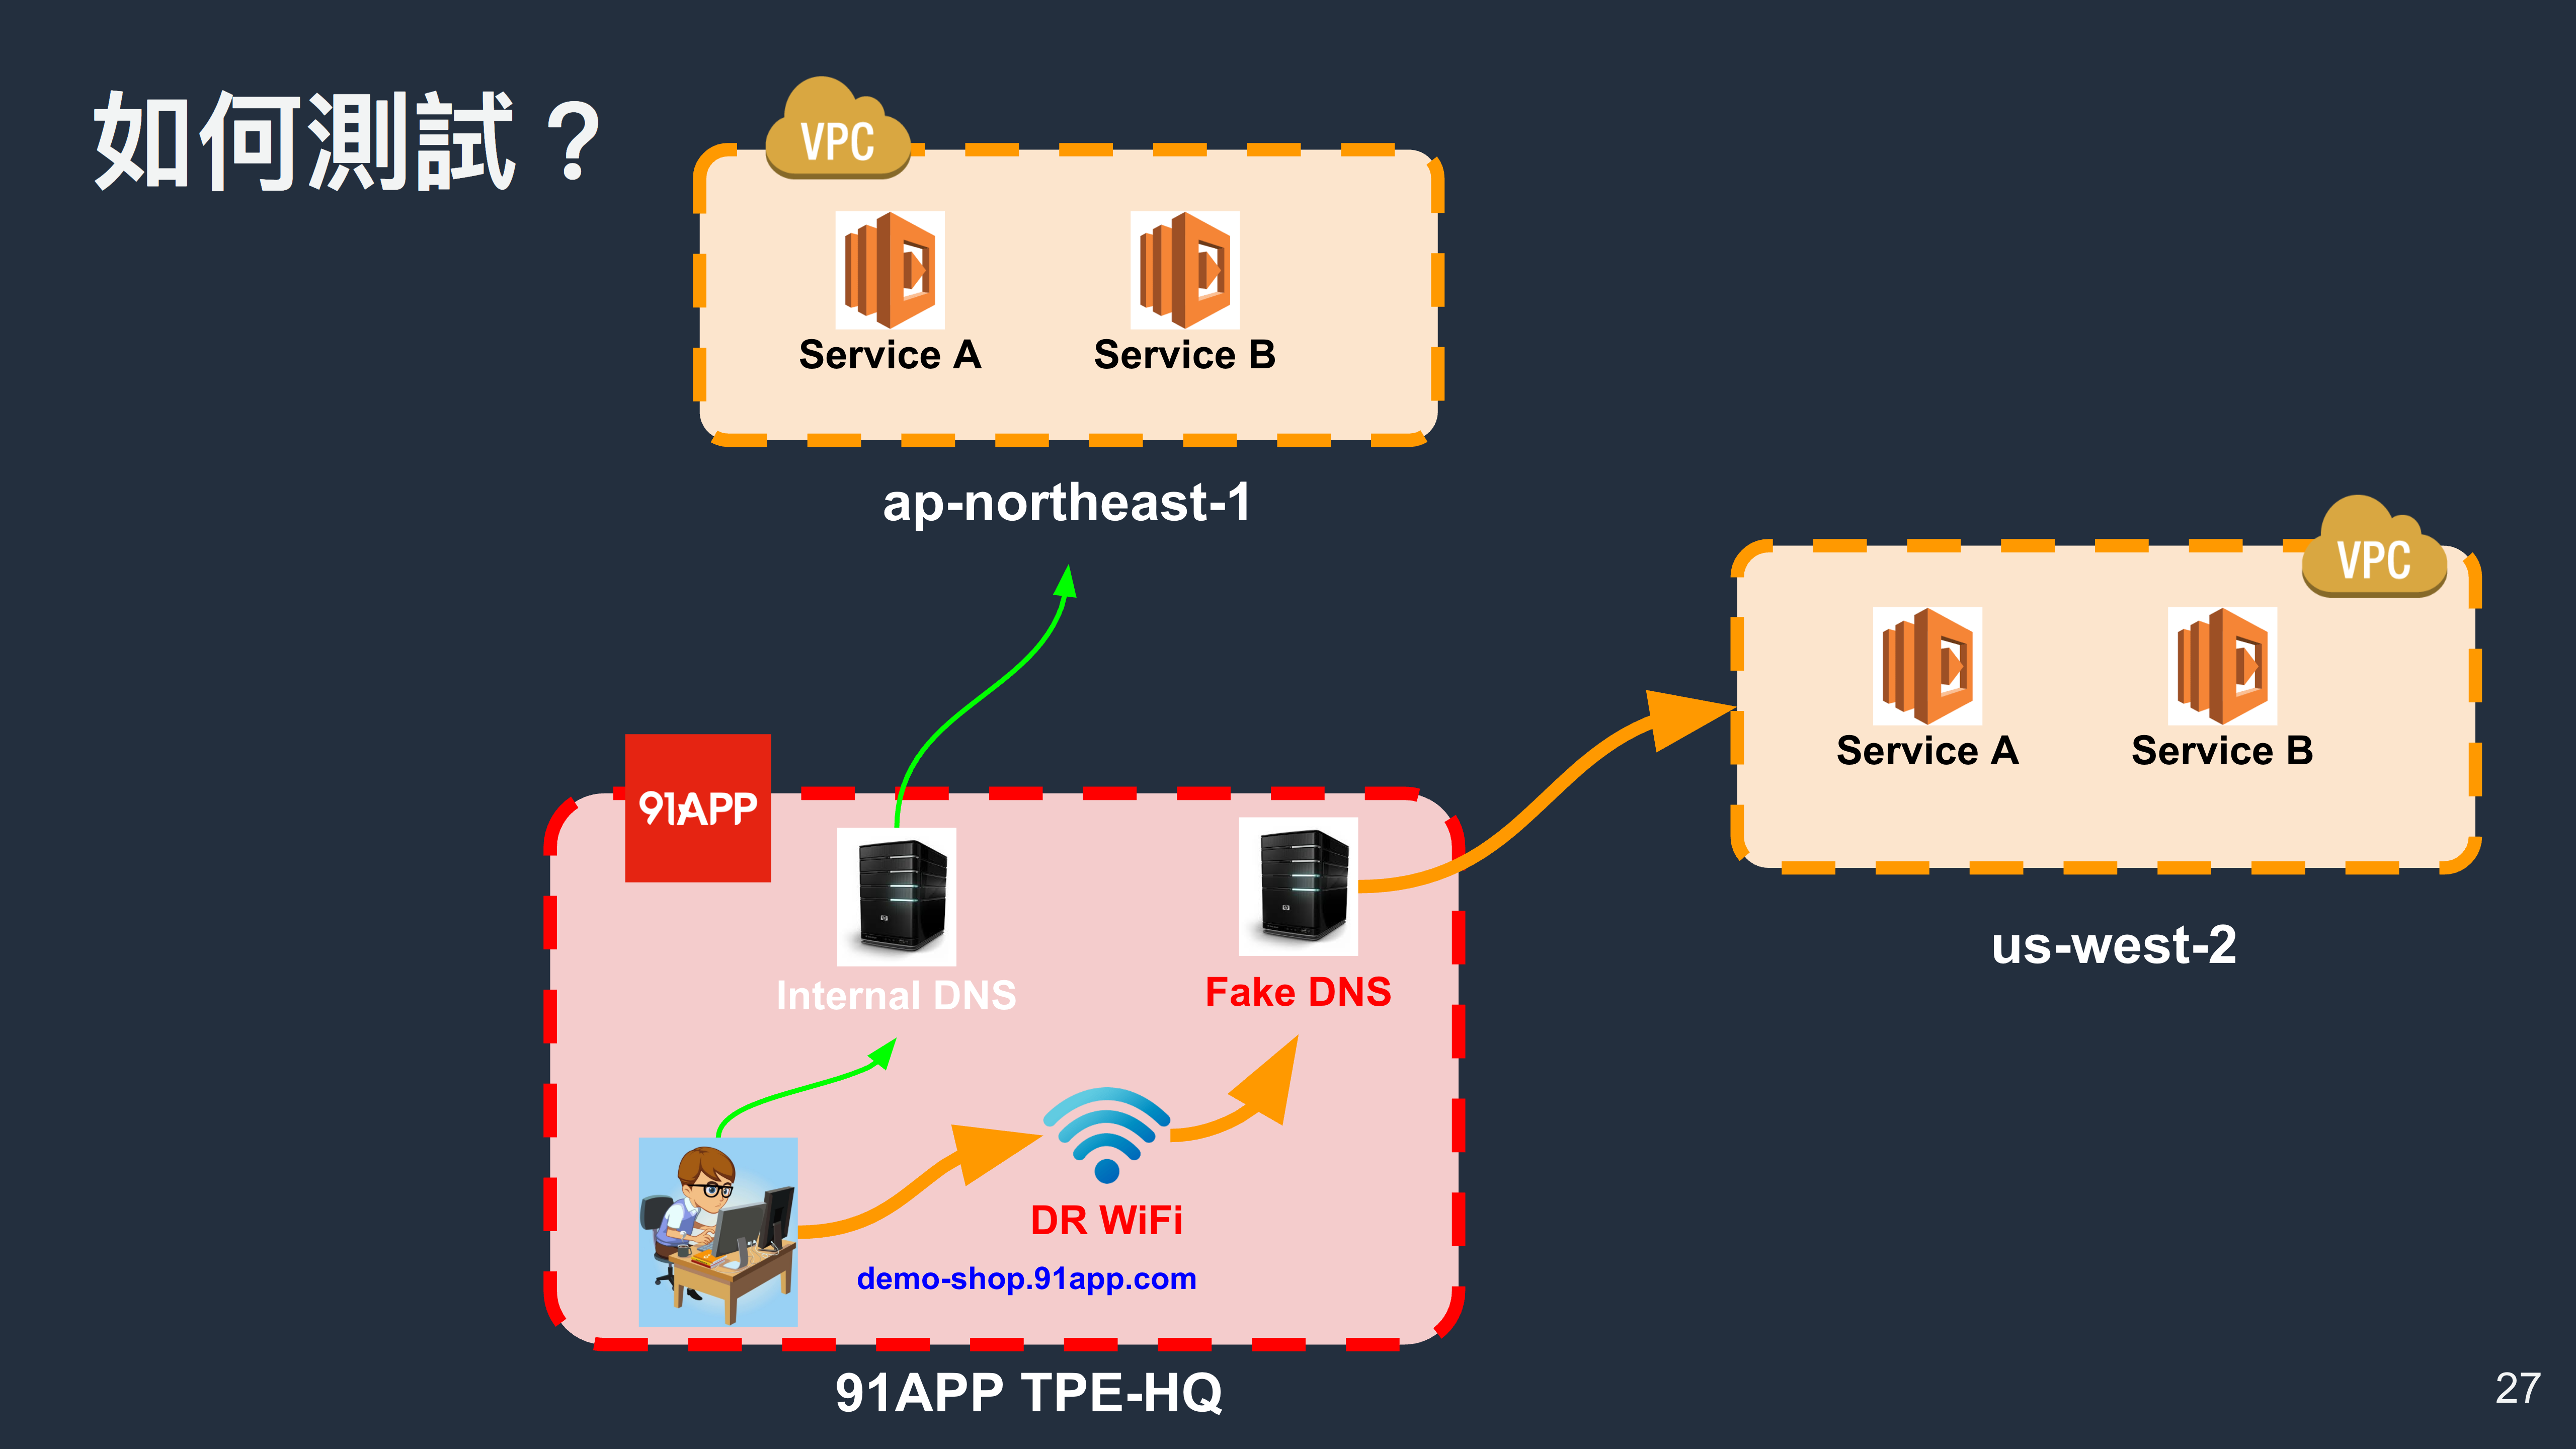 如何測試？
VPC
Service A
Service B
ap-northeast-1
VPC
Service A
Service B
us-west-2
91APP
Internal DNS
Fake DNS
DR WiFi
demo-shop.91app.com
91APP TPE-HQ
27